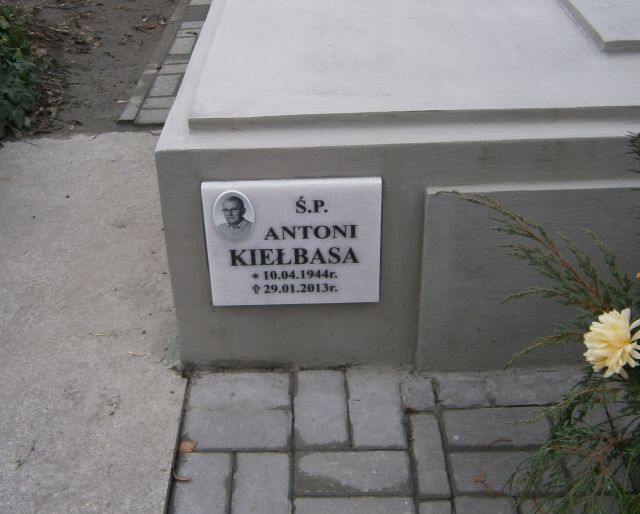 Ś.P.
ANTONI
KIEŁBASA
* 10.04.1944r.
✞ 29.01.2013r.